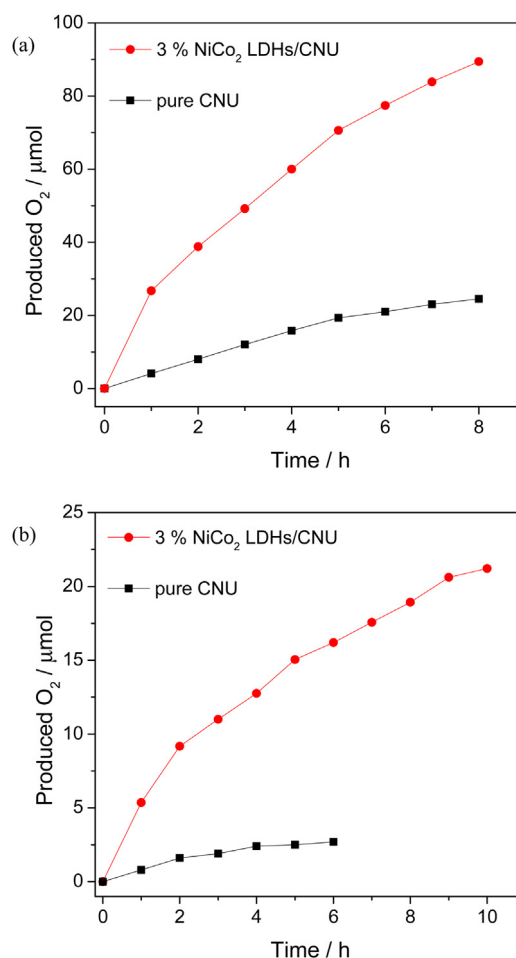 (a)
100
3 % NiCo₂ LDHs/CNU
80
pure CNU
60
40
20
0
Produced O₂ / μmol
0 2 4 6 8
Time / h
(b)
25
3 % NiCo₂ LDHs/CNU
20
pure CNU
15
10
5
0
Produced O₂ / μmol
0 2 4 6 8 10
Time / h